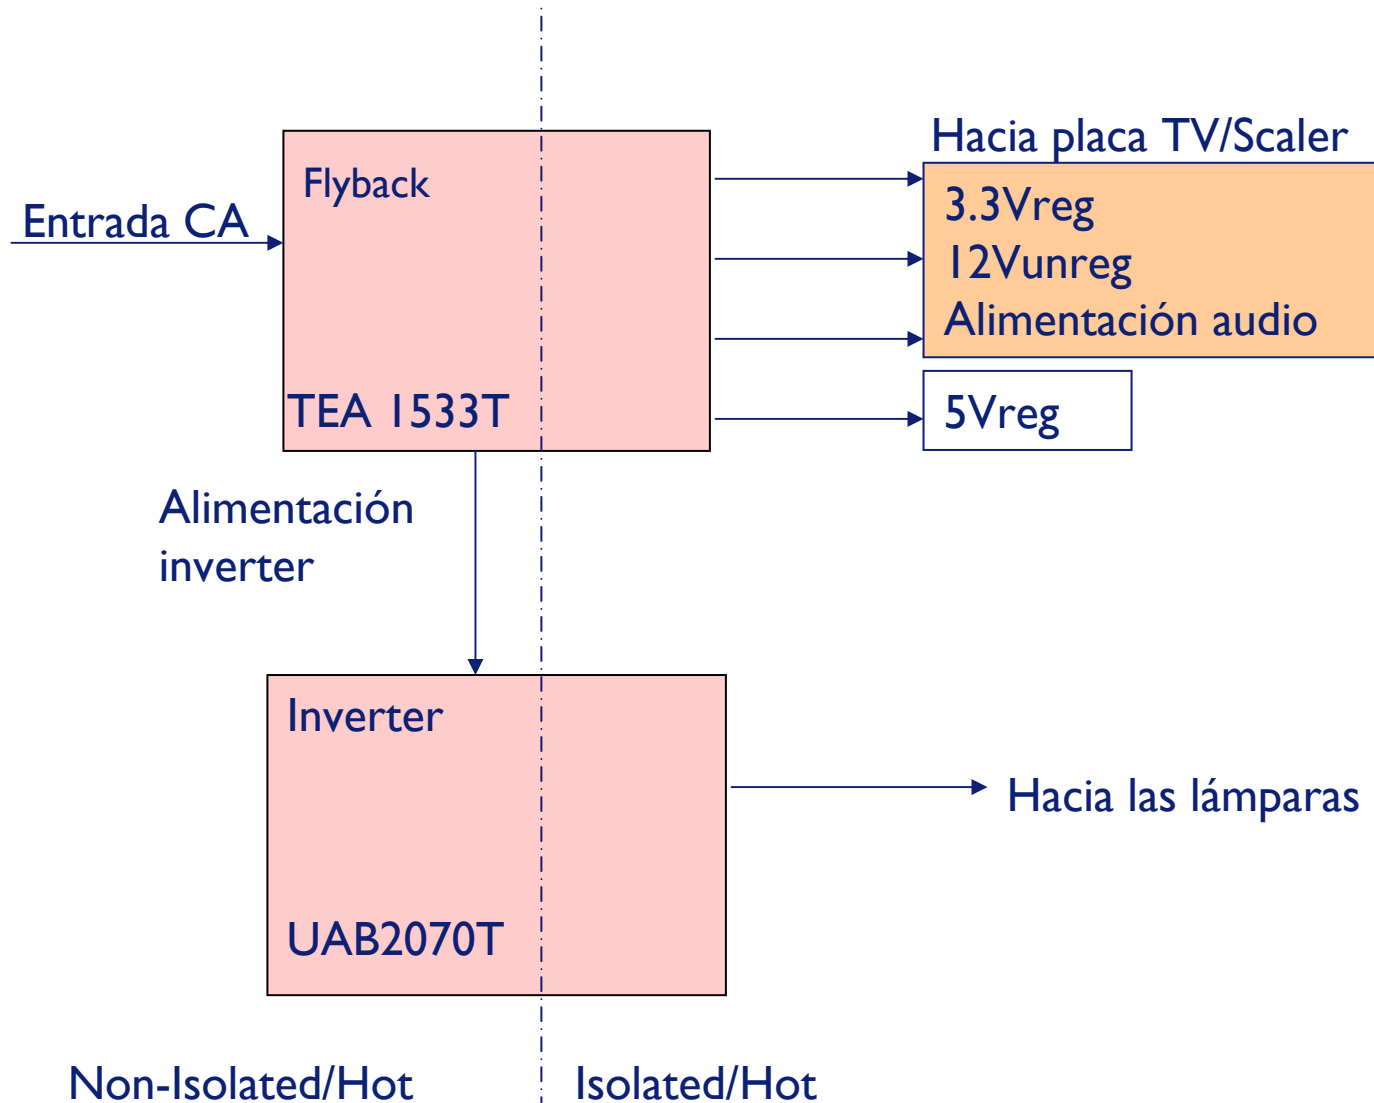 Hacia placa TV/Scaler
Flyback
3.3Vreg
Entrada CA
12Vunreg
Alimentación audio
TEA 1533T
5Vreg
Alimentación
inverter
Inverter
Hacia las lámparas
UAB2070T
Non-Isolated/Hot
Isolated/Hot